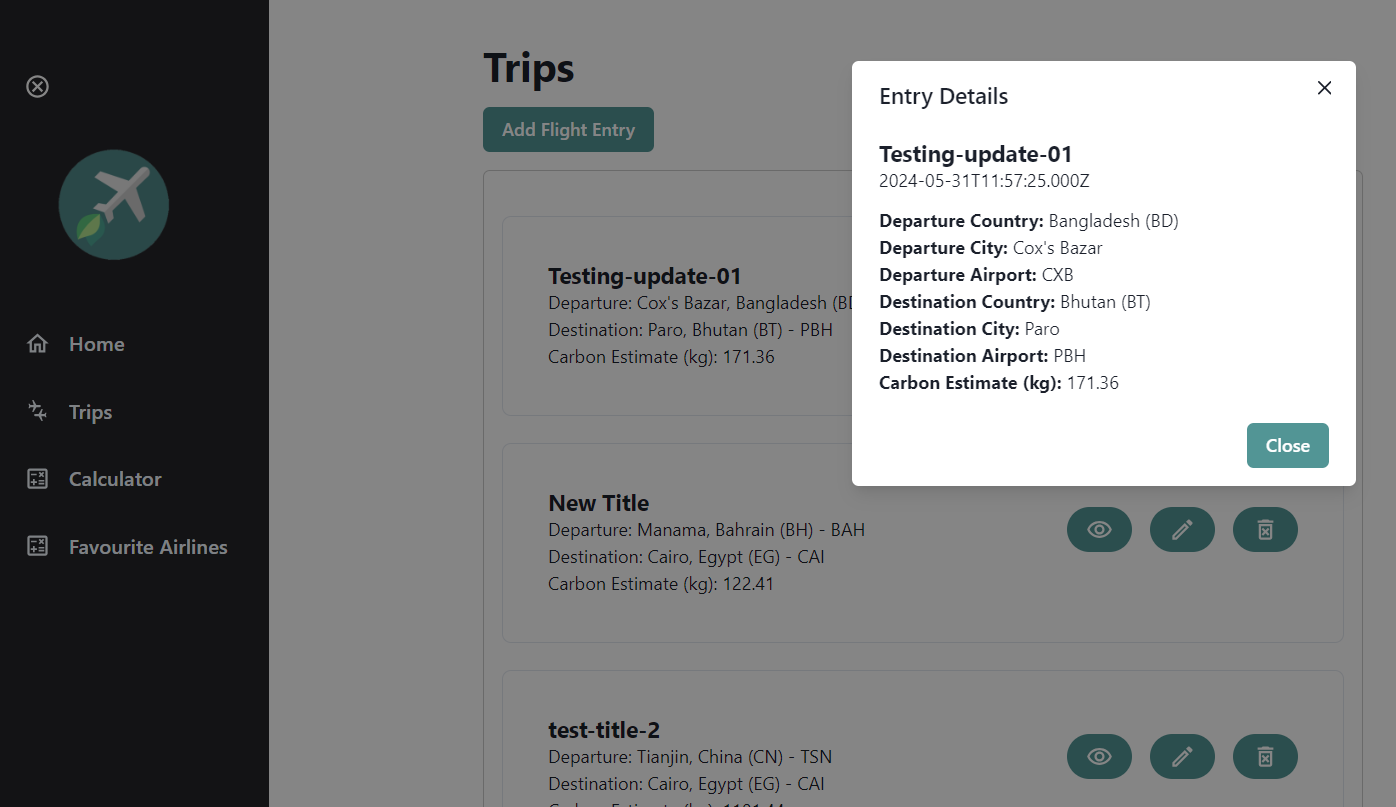 Trips
Add Flight Entry
Home
Trips
Calculator
Favourite Airlines
Testing-update-01
Departure: Cox's Bazar, Bangladesh
Destination: Paro, Bhutan (BT) - PBH
Carbon Estimate (kg): 171.36
New Title
Departure: Manama, Bahrain (BH) - BAH
Destination: Cairo, Egypt (EG) - CAI
Carbon Estimate (kg): 122.41
test-title-2
Departure: Tianjin, China (CN) - TSN
Destination: Cairo, Egypt (EG) - CAI
Entry Details
Testing-update-01
2024-05-31T11:57:25.000Z
Departure Country: Bangladesh (BD)
Departure City: Cox's Bazar
Departure Airport: CXB
Destination Country: Bhutan (BT)
Destination City: Paro
Destination Airport: PBH
Carbon Estimate (kg): 171.36
Close